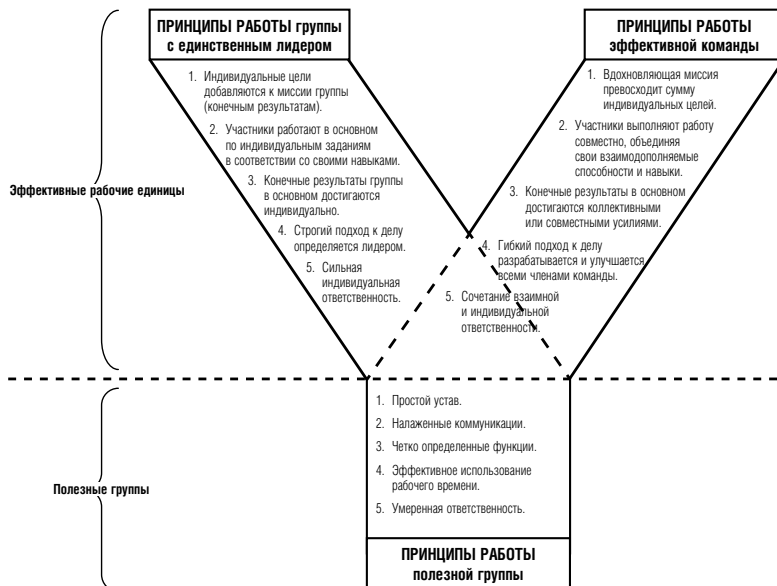 ПРИНЦИПЫ РАБОТЫ группы
с единственным лидером
1. Индивидуальные цели
добавляются к миссии группы
(конечным результатам).
2. Участники работают в основном
по индивидуальным заданиям
в соответствии со своими навыками.
3. Конечные результаты группы
в основном достигаются
индивидуально.
4. Строгий подход к делу
определяется лидером.
5. Сильная
индивидуальная
ответственность.
ПРИНЦИПЫ РАБОТЫ
эффективной команды
1. Вдохновляющая миссия
превосходит сумму
индивидуальных целей.
2. Участники выполняют работу
совместно, объединяя
свои взаимодополняемые
способности и навыки.
3. Конечные результаты в основном
достигаются коллективными
или совместными усилиями.
4. Гибкий подход к делу
разрабатывается и улучшается
всеми членами команды.
5. Сочетание взаимной
и индивидуальной
ответственности.
Эффективные рабочие единицы
Полезные группы
1. Простой устав.
2. Налаженные коммуникации.
3. Четко определенные функции.
4. Эффективное использование
рабочего времени.
5. Умеренная ответственность.
ПРИНЦИПЫ РАБОТЫ
полезной группы